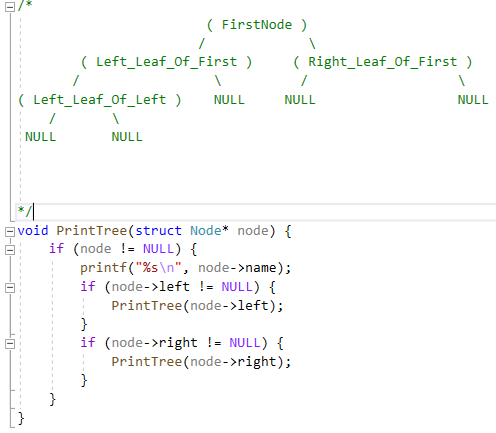 /*
( FirstNode )
/ \
( Left_Leaf_Of_First ) ( Right_Leaf_Of_First )
/ \ / \
( Left_Leaf_Of_Left ) NULL NULL NULL
/ \
NULL NULL
*/
void PrintTree(struct Node* node) {
if (node != NULL) {
printf("%s\n", node->name);
if (node->left != NULL) {
PrintTree(node->left);
}
if (node->right != NULL) {
PrintTree(node->right);
}
}
}